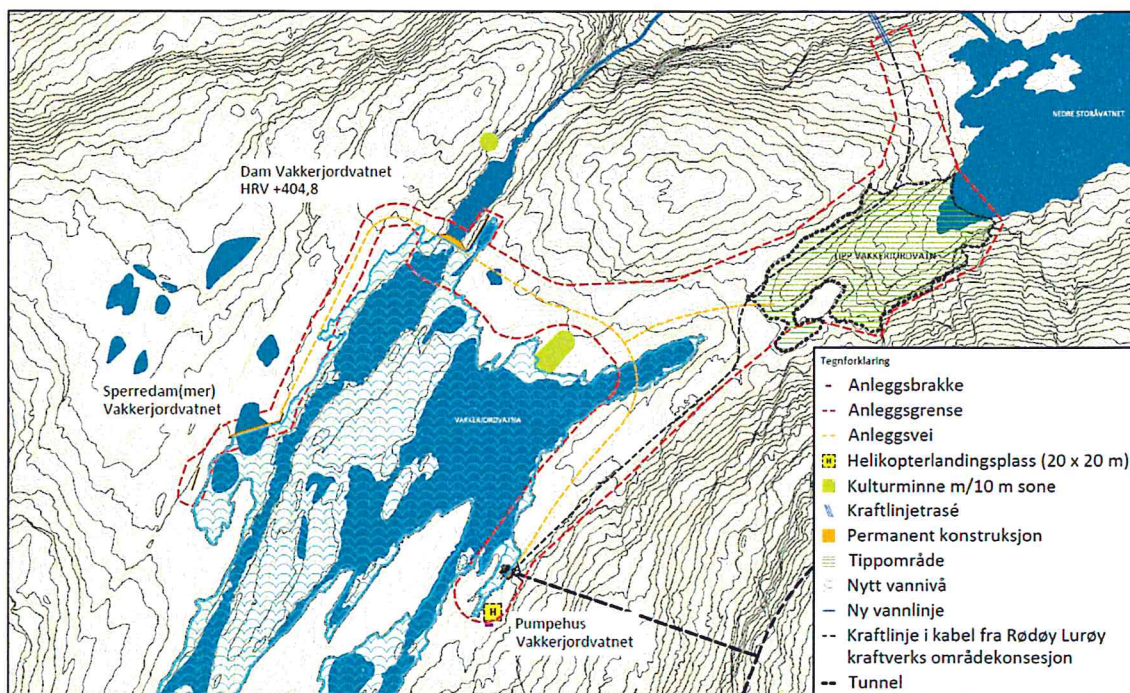 NEDRE STORÅVATNET
Dam Vakkerjordvatnet
HRV +404,8
TIPP VAKKERJORDVATN
Sperredam(mer)
Vakkerjordvatnet
VAKKERJORDVATNA
H
Pumpehus
Vakkerjordvatnet
Tegnforklaring
Anleggsbrakke
Anleggsgrense
Anleggsvei
H Helikopterlandingsplass (20 x 20 m)
Kulturminne m/10 m sone
Kraftlinjetrasé
Permanent konstruksjon
Tippområde
Nytt vannivå
Ny vannlinje
Kraftlinje i kabel fra Rødøy Lurøy
kraftverks områdekonsesjon
Tunnel